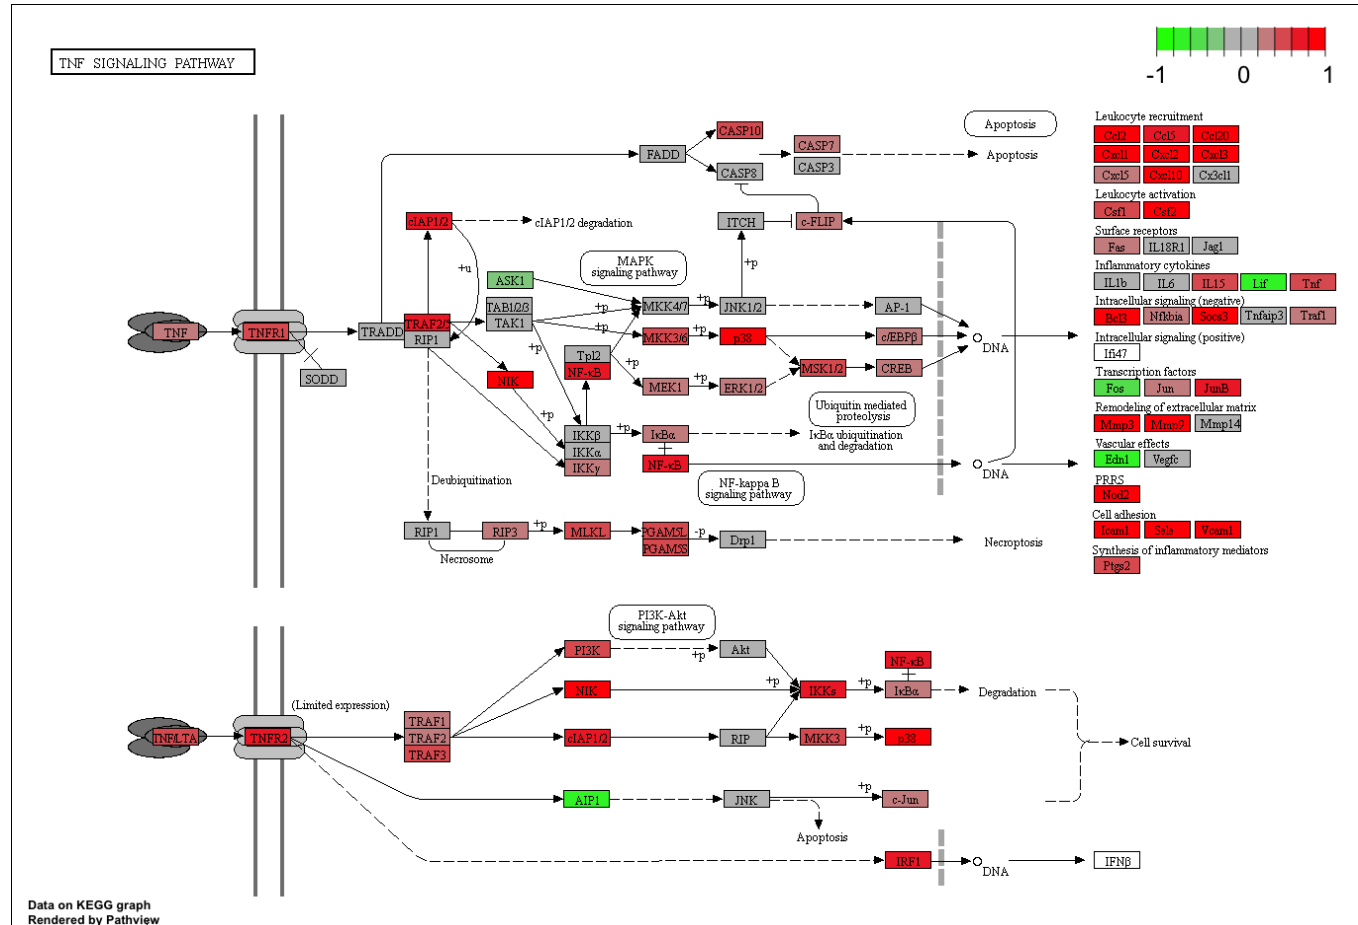 TNF SIGNALING PATHWAY
-1 0 1
Apoptosis
FADD
CASP10
CASP8
CASP7
CASP3
Apoptosis
cIAP1/2
cIAP1/2 degradation
ITCH
c-FLIP
+u
+p
MAPK
signaling pathway
ASK1
TAB1/2/3
TAK1
+p
MKK4/7
+p
JNK1/2
AP-1
TNF
TNFR1
TRADD
TRAF2/5
RIP1
SODD
+p
MKK3/6
+p
p38
c/EBPβ
DNA
Tpl2
NF-κB
+p
MEK1
+p
ERK1/2
MSK1/2
CREB
NIK
+p
+p
Ubiquitin mediated
proteolysis
IKKβ
IKKα
IKKγ
+p
IκBα
IκBα ubiquitination
and degradation
NF-κB
DNA
NF-kappa B
signaling pathway
Deubiquitination
RIP1
RIP3
+p
MLKL
PGAM5L
PGAM5S
-p
Drp1
Necroptosis
Necrosome
Leukocyte recruitment
Ccl2 Ccl5 Ccl20
Cxcl1 Cxcl2 Cxcl3
Cxcl5 Cxcl10 Cx3cl1
Leukocyte activation
Csf1 Csf2
Surface receptors
Fas IL18R1 Jag1
Inflammatory cytokines
IL1b IL6 IL15 Lif Tnf
Intracellular signaling (negative)
Bcl3 Nfkbia Socs3 Tnfaip3 Traf1
Intracellular signaling (positive)
Ifi47
Transcription factors
Fos Jun JunB
Remodeling of extracellular matrix
Mmp3 Mmp9 Mmp14
Vascular effects
Edn1 Vegfc
PRRS
Nod2
Cell adhesion
Icam1 Sele Vcam1
Synthesis of inflammatory mediators
Ptgs2
PI3K-Akt
signaling pathway
PI3K
+p
Akt
NF-κB
NIK
+p
IKKs
+p
IκBα
Degradation
(Limited expression)
TNF/LTA
TNFR2
TRAF1
TRAF2
TRAF3
cIAP1/2
RIP
MKK3
+p
p38
Cell survival
AIP1
JNK
+p
c-Jun
Apoptosis
IRF1
DNA
IFNβ
Data on KEGG graph
Rendered by Pathview